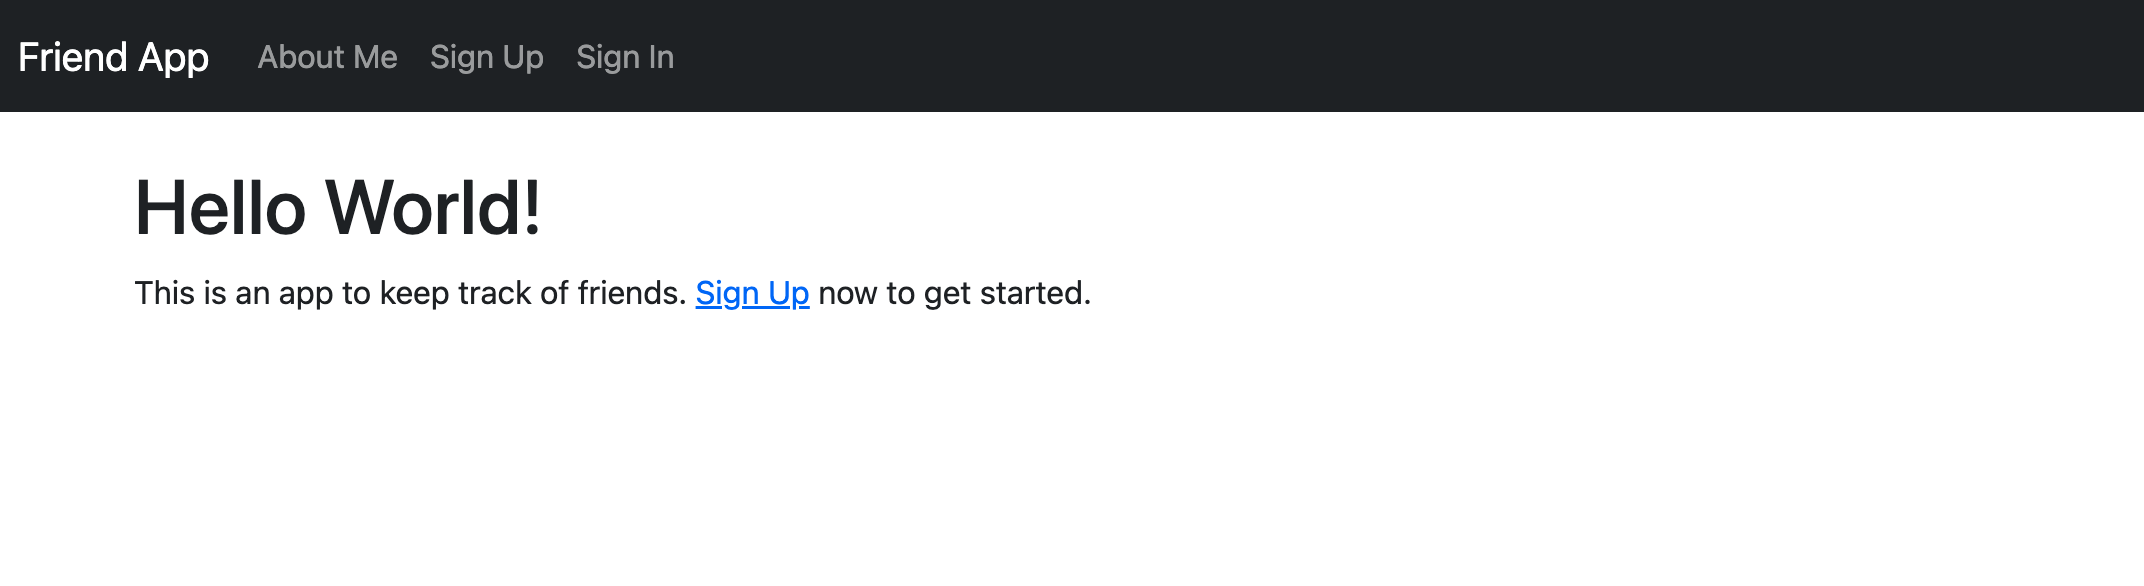 Friend App About Me Sign Up Sign In
Hello World!
This is an app to keep track of friends. Sign Up now to get started.